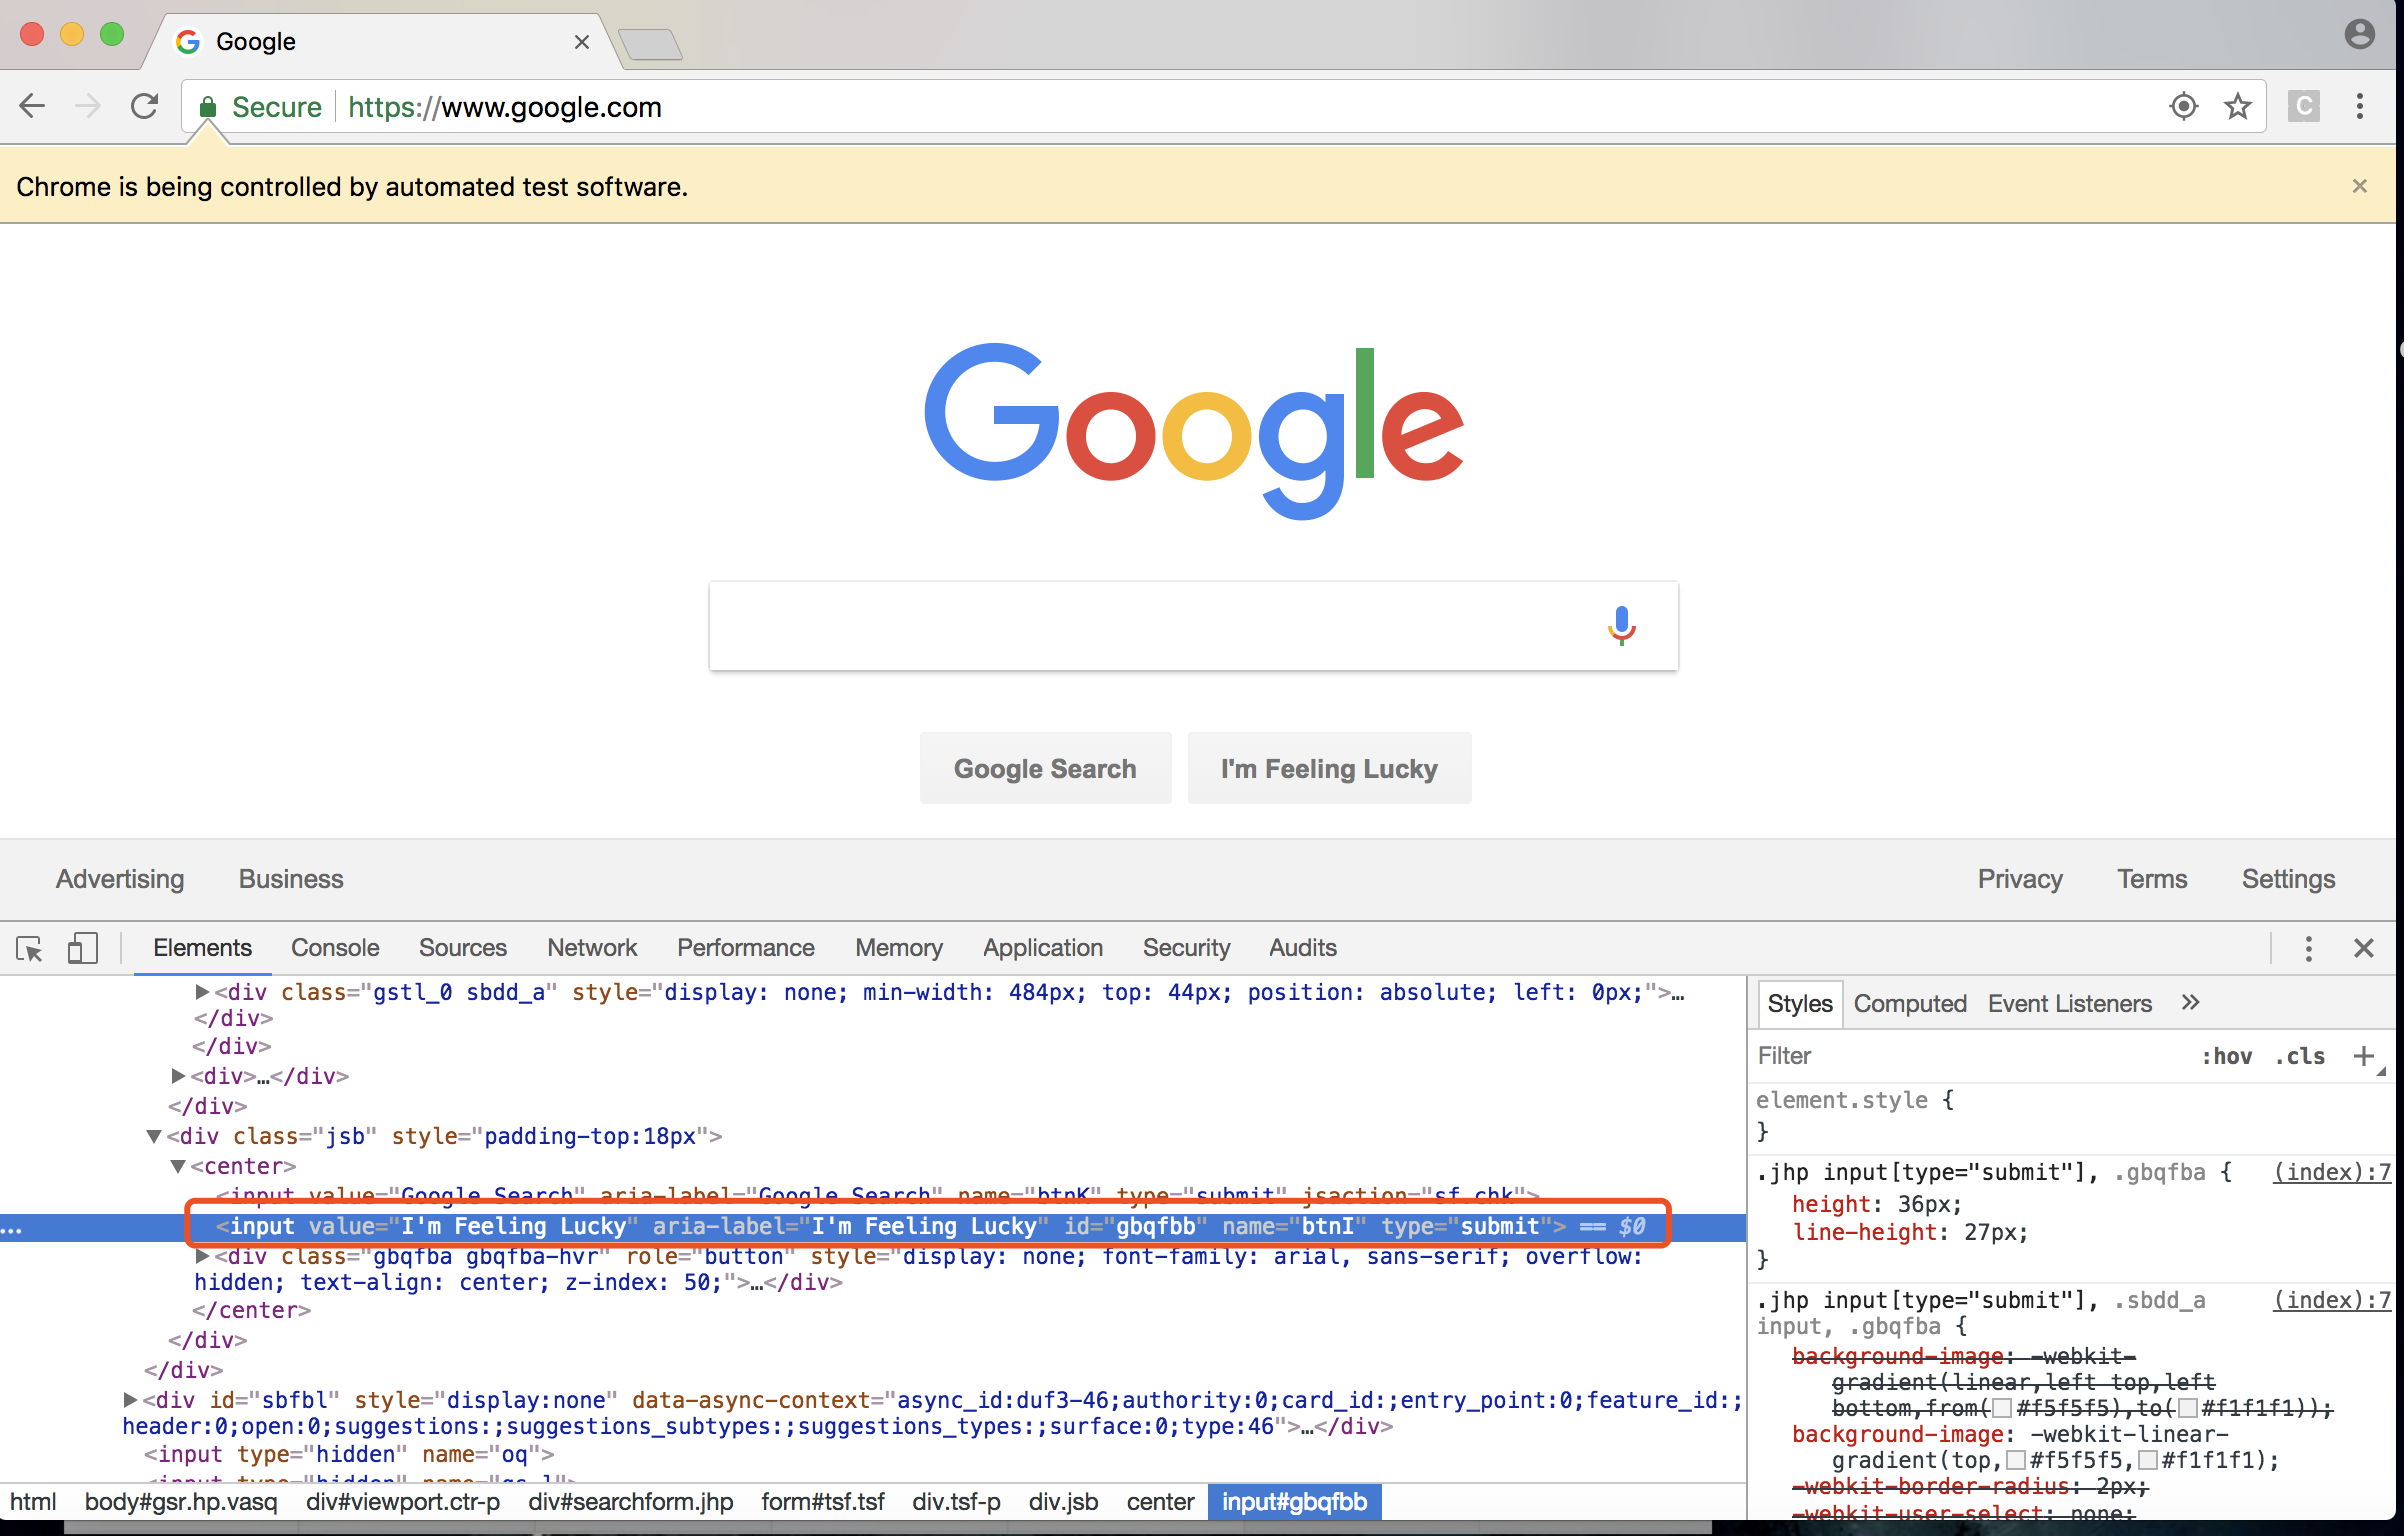 Google
Secure https://www.google.com
C
Chrome is being controlled by automated test software.
Google
Google Search
I'm Feeling Lucky
Advertising
Business
Privacy
Terms
Settings
Elements Console Sources Network Performance Memory Application Security Audits
<div class="gstl_0 sbdd_a" style="display: none; min-width: 484px; top: 44px; position: absolute; left: 0px;">…
</div>
</div>
<div>…</div>
</div>
<div class="jsb" style="padding-top:18px">
<center>
<input value="Google Search" aria-label="Google Search" name="btnK" type="submit" jsaction="sf.chk">
… <input value="I'm Feeling Lucky" aria-label="I'm Feeling Lucky" id="gbqfbb" name="btnI" type="submit"> == $0
<div class="gbqfba gbqfba-hvr" role="button" style="display: none; font-family: arial, sans-serif; overflow:
hidden; text-align: center; z-index: 50;">…</div>
</center>
</div>
</div>
<div id="sbfbl" style="display:none" data-async-context="async_id:duf3-46;authority:0;card_id:;entry_point:0;feature_id:;
header:0;open:0;suggestions:;suggestions_subtypes:;suggestions_types:;surface:0;type:46">…</div>
<input type="hidden" name="oq">
<input type="hidden" name="gs_l">
html body#gsr.hp.vasq div#viewport.ctr-p div#searchform.jhp form#tsf.tsf div.tsf-p div.jsb center input#gbqfbb
Styles Computed Event Listeners »
Filter :hov .cls +
element.style {
}
.jhp input[type="submit"], .gbqfba { (index):7
height: 36px;
line-height: 27px;
}
.jhp input[type="submit"], .sbdd_a (index):7
input, .gbqfba {
background-image: -webkit-
gradient(linear,left top,left
bottom,from(#f5f5f5),to(#f1f1f1));
background-image: -webkit-linear-
gradient(top,#f5f5f5,#f1f1f1);
-webkit-border-radius: 2px;
-webkit-user-select: none;